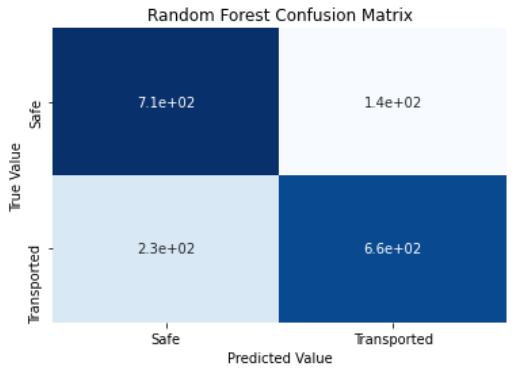 Random Forest Confusion Matrix
True Value
Safe
7.1e+02 1.4e+02
Transported
2.3e+02 6.6e+02
Safe Transported
Predicted Value